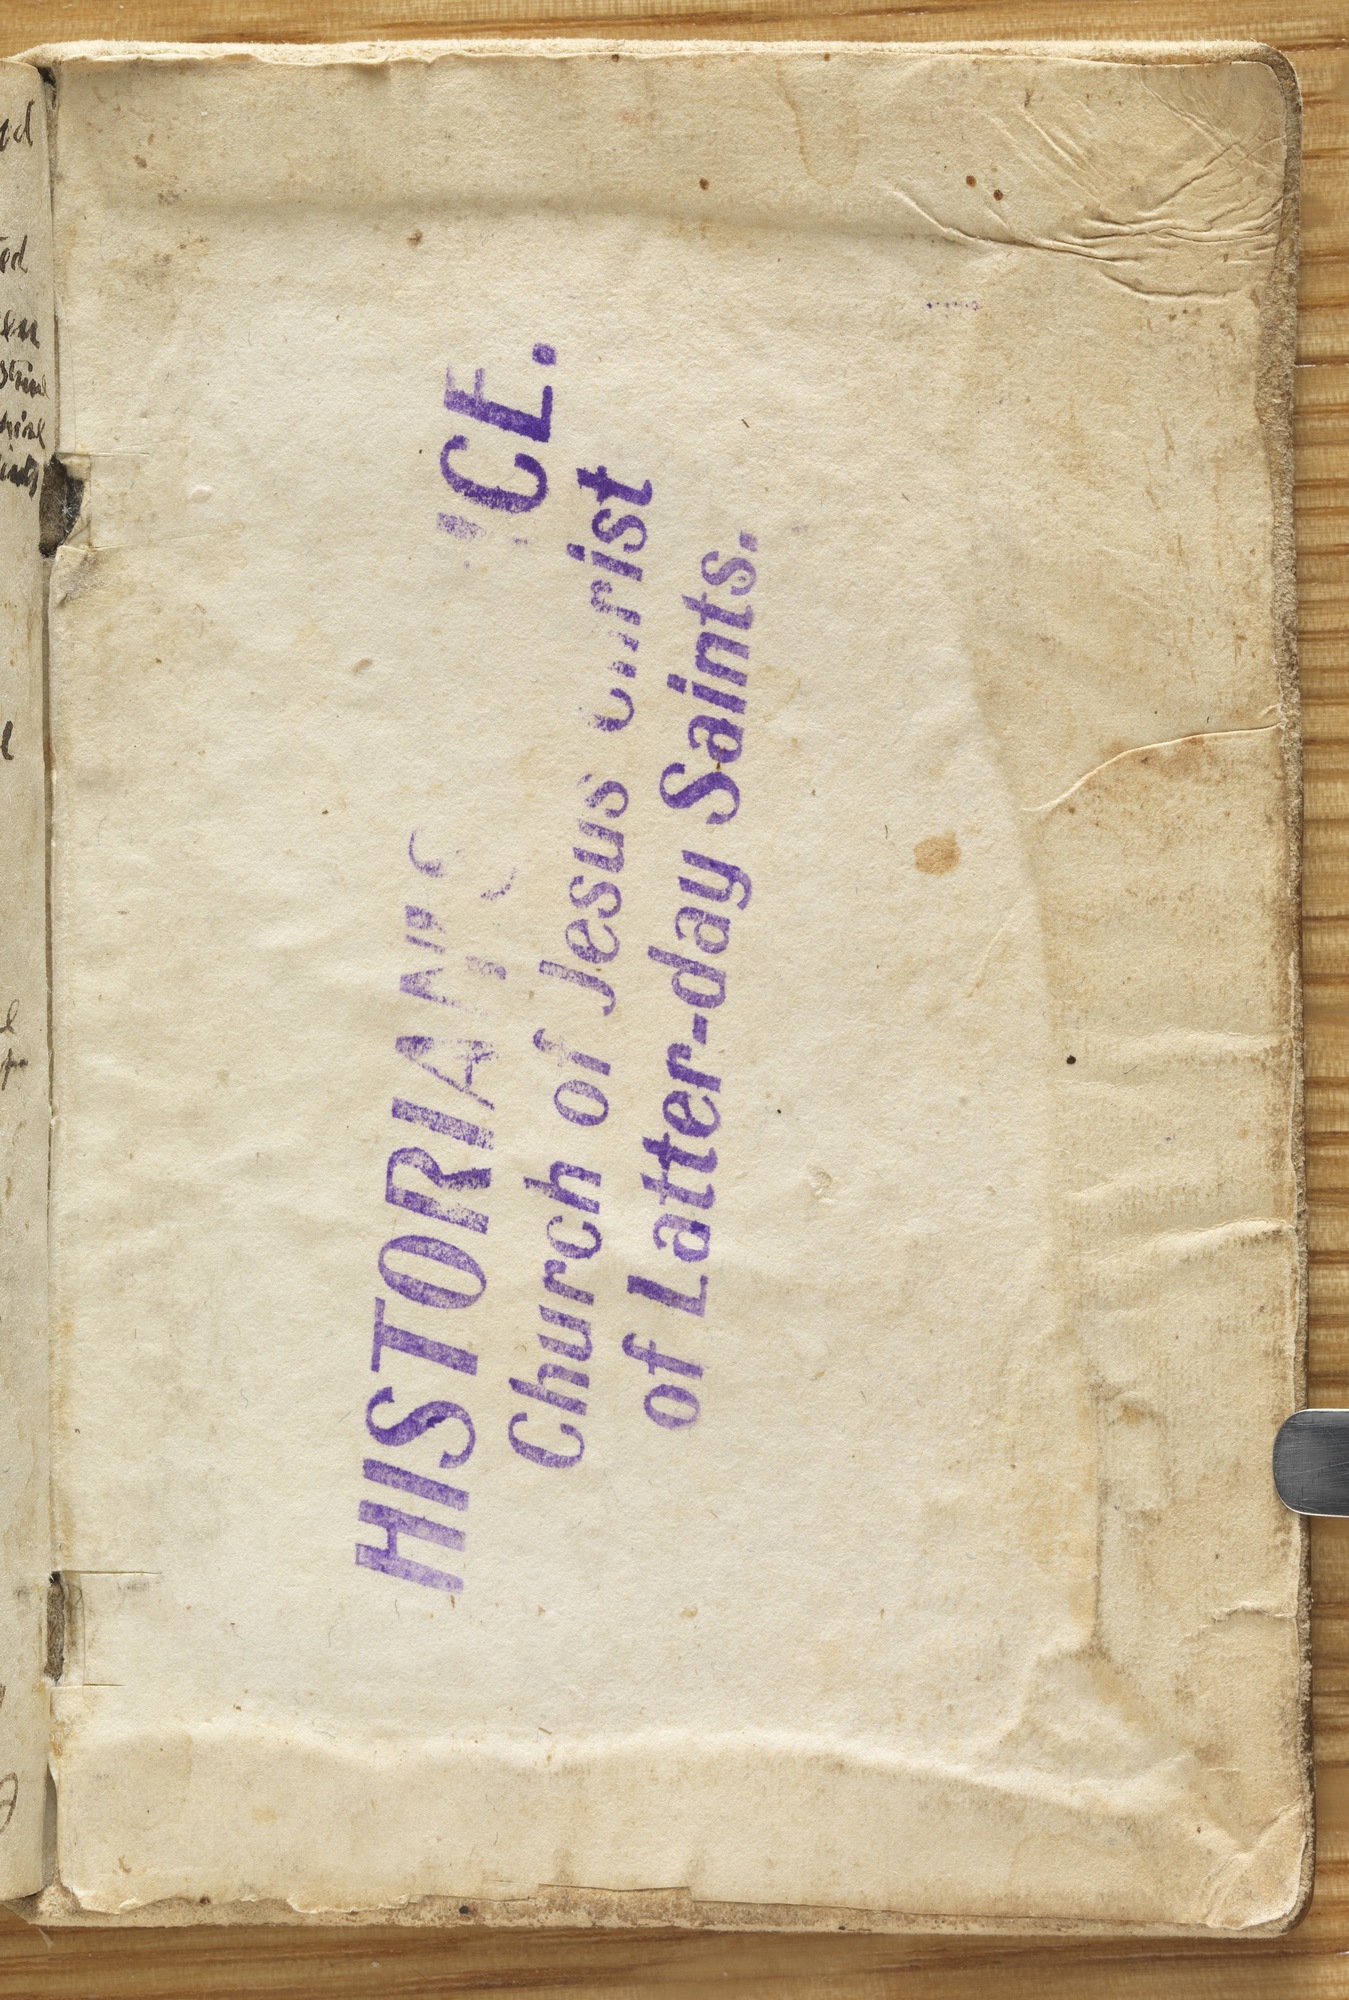 HISTORIAN'S OFFICE.
Church of Jesus Christ
of Latter-day Saints.